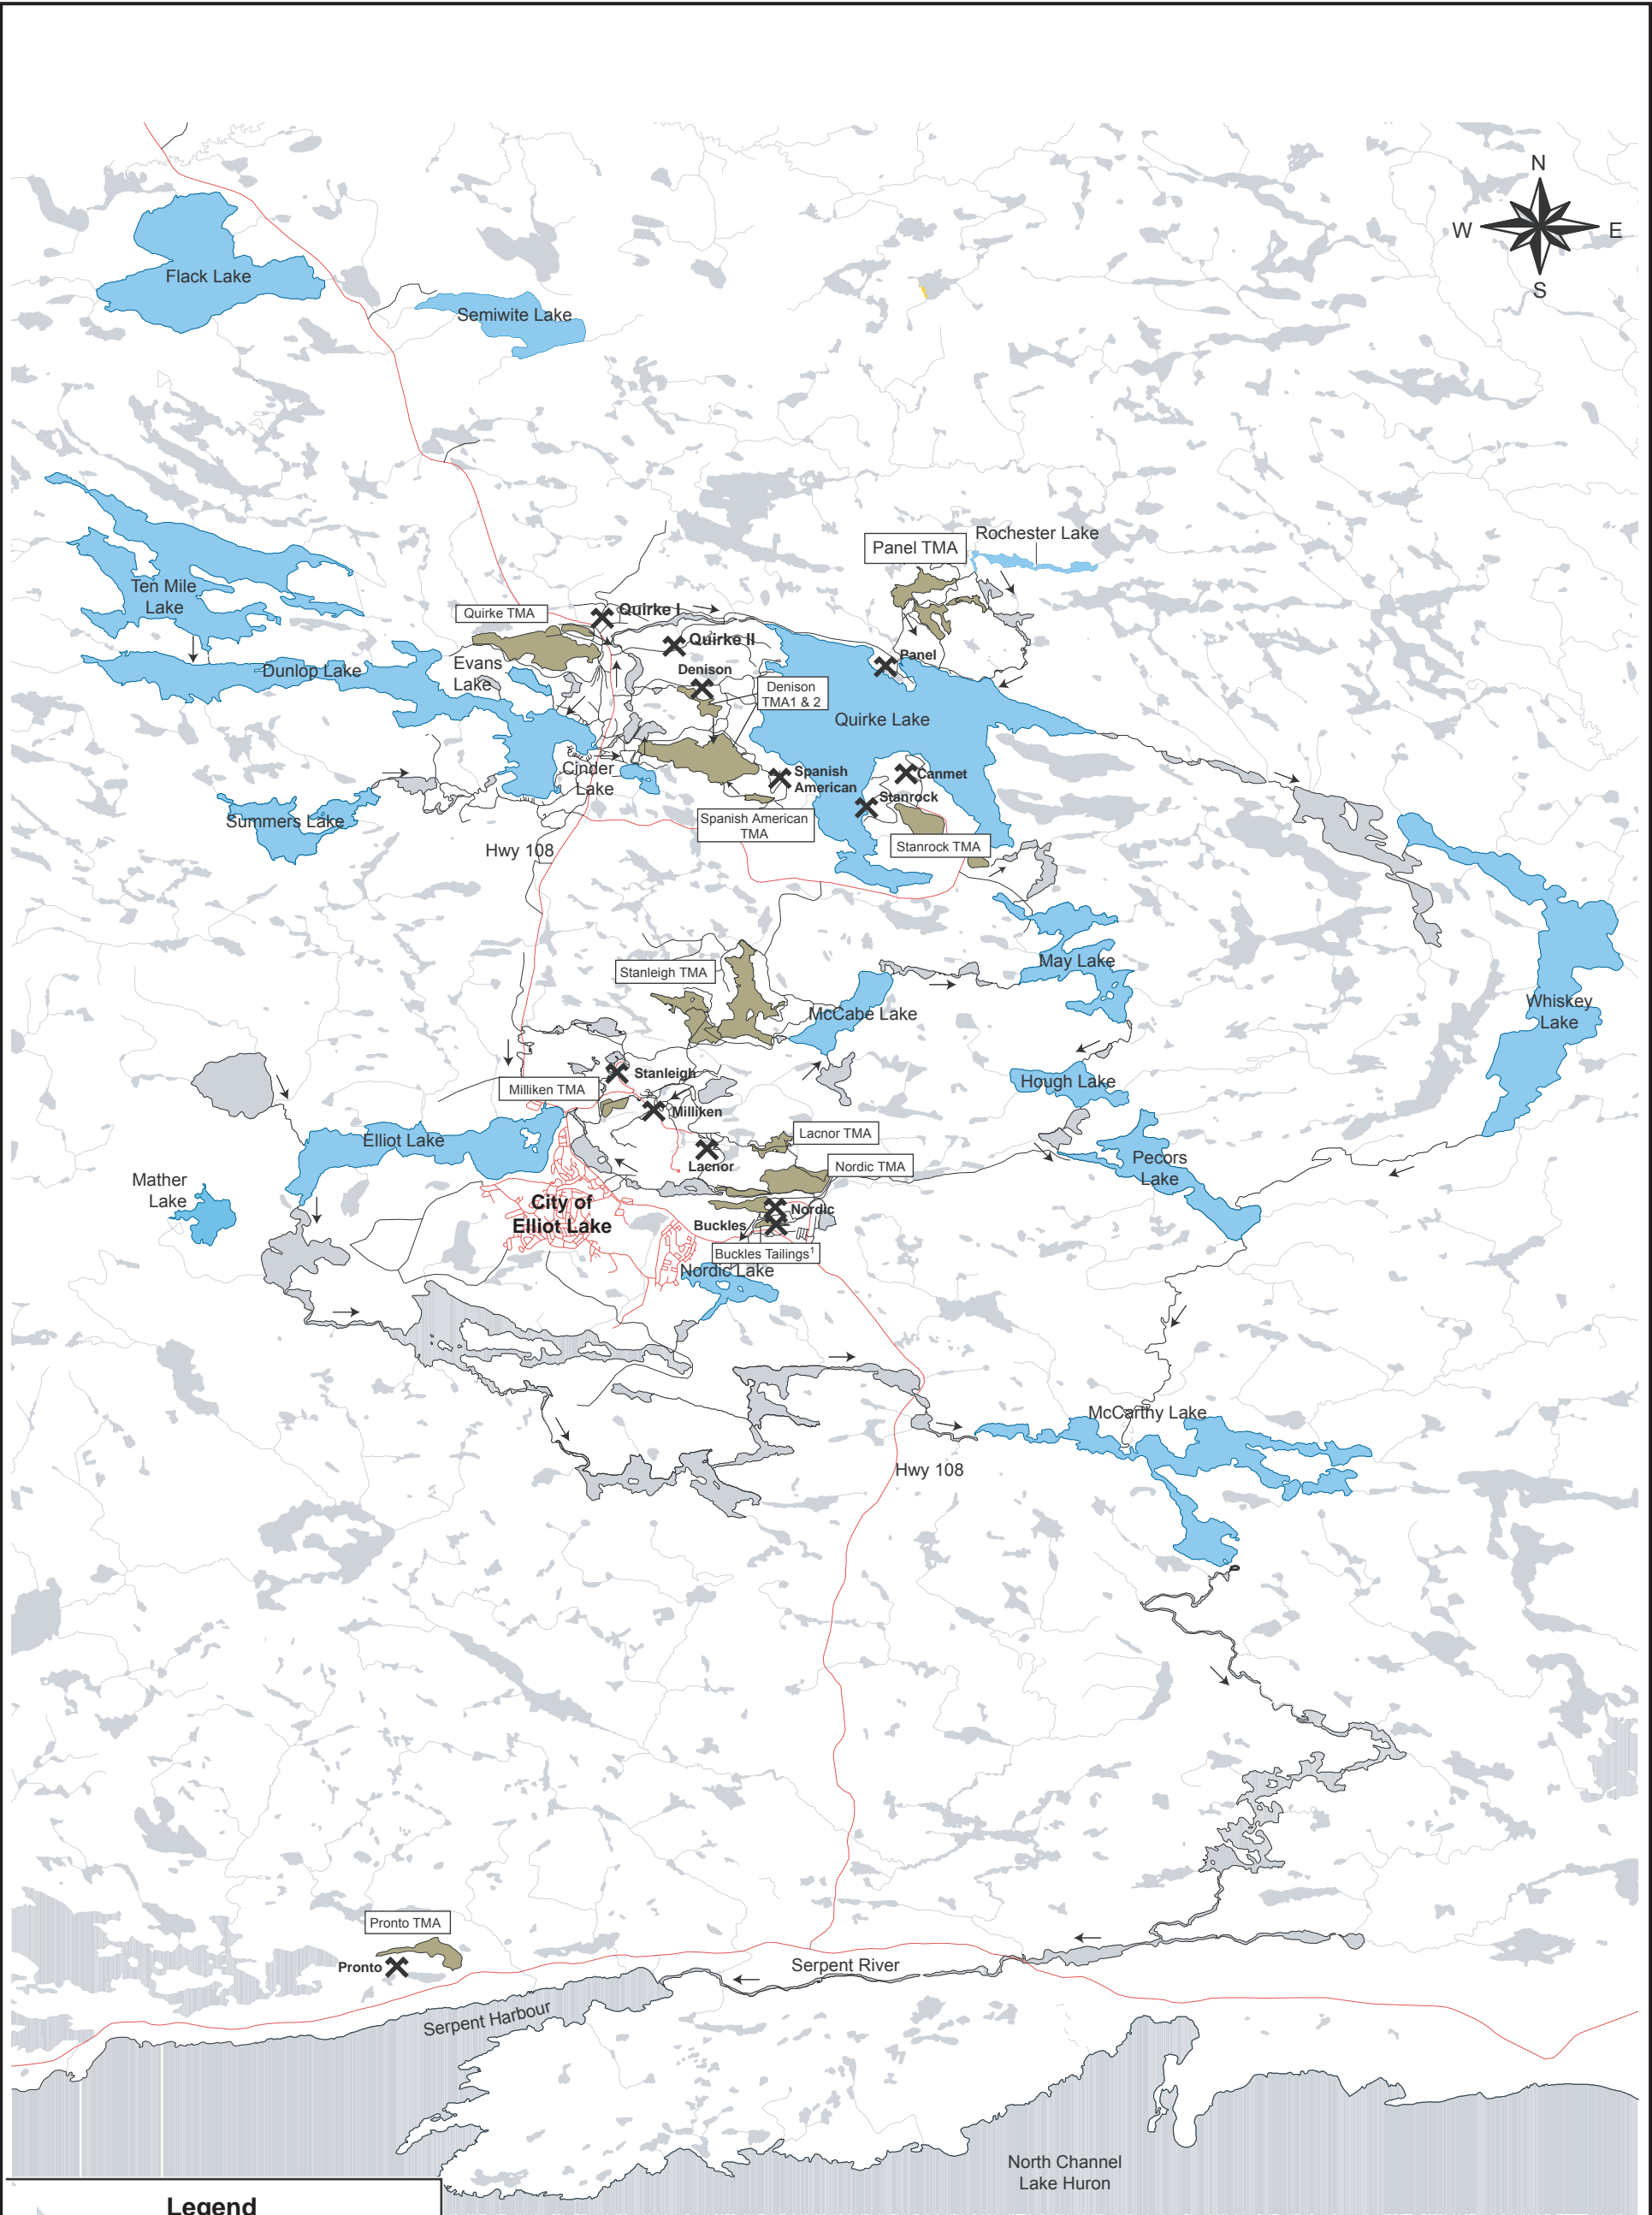 N
W
E
S
Flack Lake
Semiwite Lake
Rochester Lake
Panel TMA
Ten Mile
Lake
Quirke TMA
Quirke I
Quirke II
Panel
Evans
Lake
Dunlop Lake
Denison
Denison
TMA1 & 2
Quirke Lake
Cinder
Lake
Spanish
American
Canmet
Stanrock
Summers Lake
Spanish American
TMA
Stanrock TMA
Hwy 108
May Lake
Stanleigh TMA
McCabe Lake
Whiskey
Lake
Stanleigh
Milliken TMA
Hough Lake
Milliken
Elliot Lake
Lacnor TMA
Lacnor
Nordic TMA
Pecors
Lake
Mather
Lake
City of
Elliot Lake
Nordic
Buckles
Buckles Tailings¹
Nordic Lake
McCarthy Lake
Hwy 108
Pronto TMA
Pronto
Serpent River
Serpent Harbour
North Channel
Lake Huron
Legend